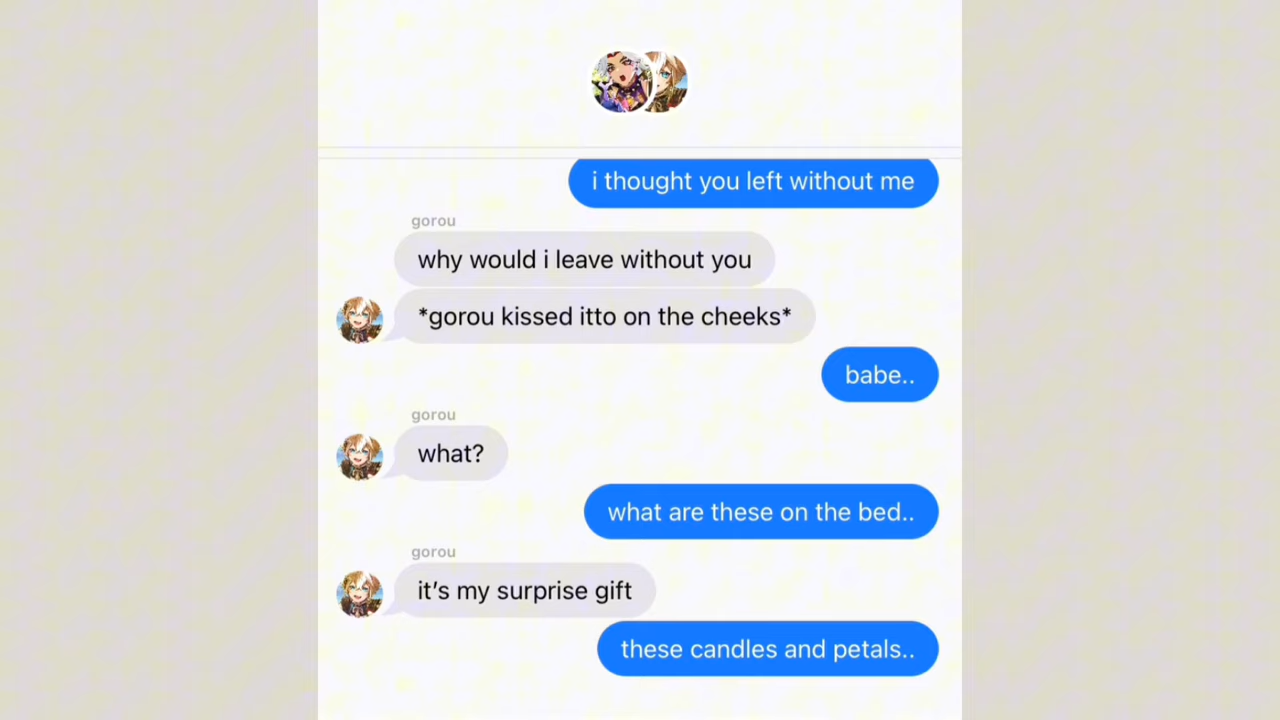 i thought you left without me
gorou
why would i leave without you
*gorou kissed itto on the cheeks*
babe..
gorou
what?
what are these on the bed..
gorou
it's my surprise gift
these candles and petals..